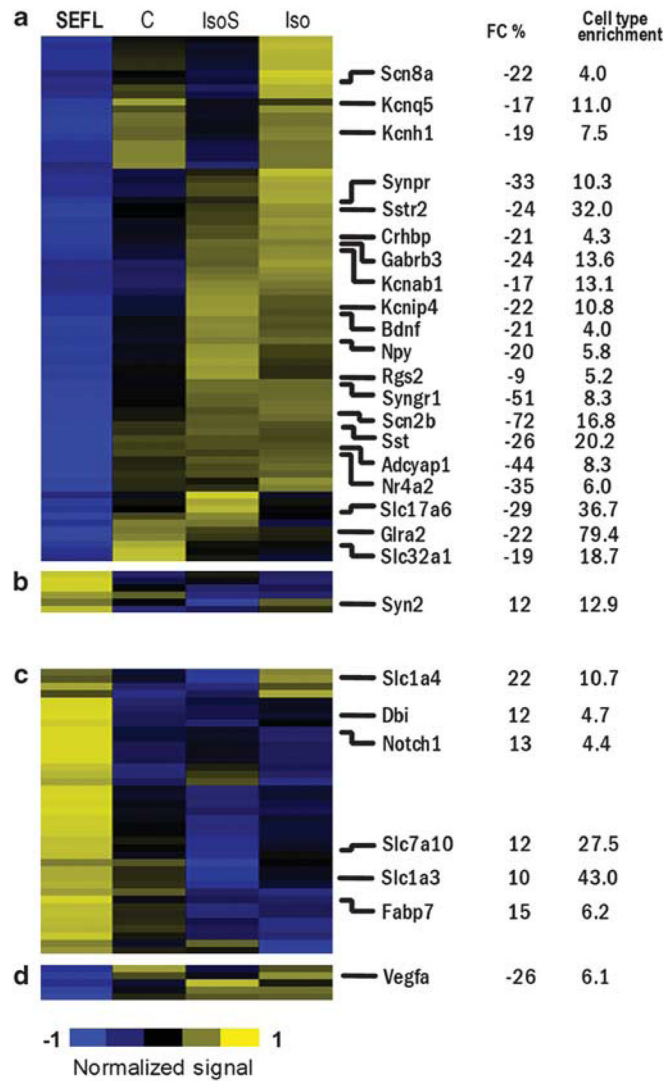 a SEFL C IsoS Iso FC % Cell type enrichment
Scn8a -22 4.0
Kcnq5 -17 11.0
Kcnh1 -19 7.5
Synpr -33 10.3
Sstr2 -24 32.0
Crhbp -21 4.3
Gabrb3 -24 13.6
Kcnab1 -17 13.1
Kcnip4 -22 10.8
Bdnf -21 4.0
Npy -20 5.8
Rgs2 -9 5.2
Syngr1 -51 8.3
Scn2b -72 16.8
Sst -26 20.2
Adcyap1 -44 8.3
Nr4a2 -35 6.0
Slc17a6 -29 36.7
Glra2 -22 79.4
Slc32a1 -19 18.7
b
Syn2 12 12.9
c
Slc1a4 22 10.7
Dbi 12 4.7
Notch1 13 4.4
Slc7a10 12 27.5
Slc1a3 10 43.0
Fabp7 15 6.2
d
Vegfa -26 6.1
-1 1
Normalized signal